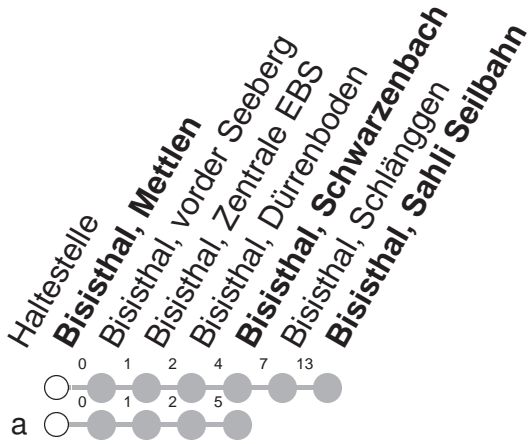 Haltestelle
Bisisthal, Mettlen
Bisisthal, vorder Seeberg
Bisisthal, Zentrale EBS
Bisisthal, Dürrenboden
Bisisthal, Schwarzenbach
Bisisthal, Schlänggen
Bisisthal, Sahli Seilbahn
0 1 2 4 7 13
0 1 2 5
a